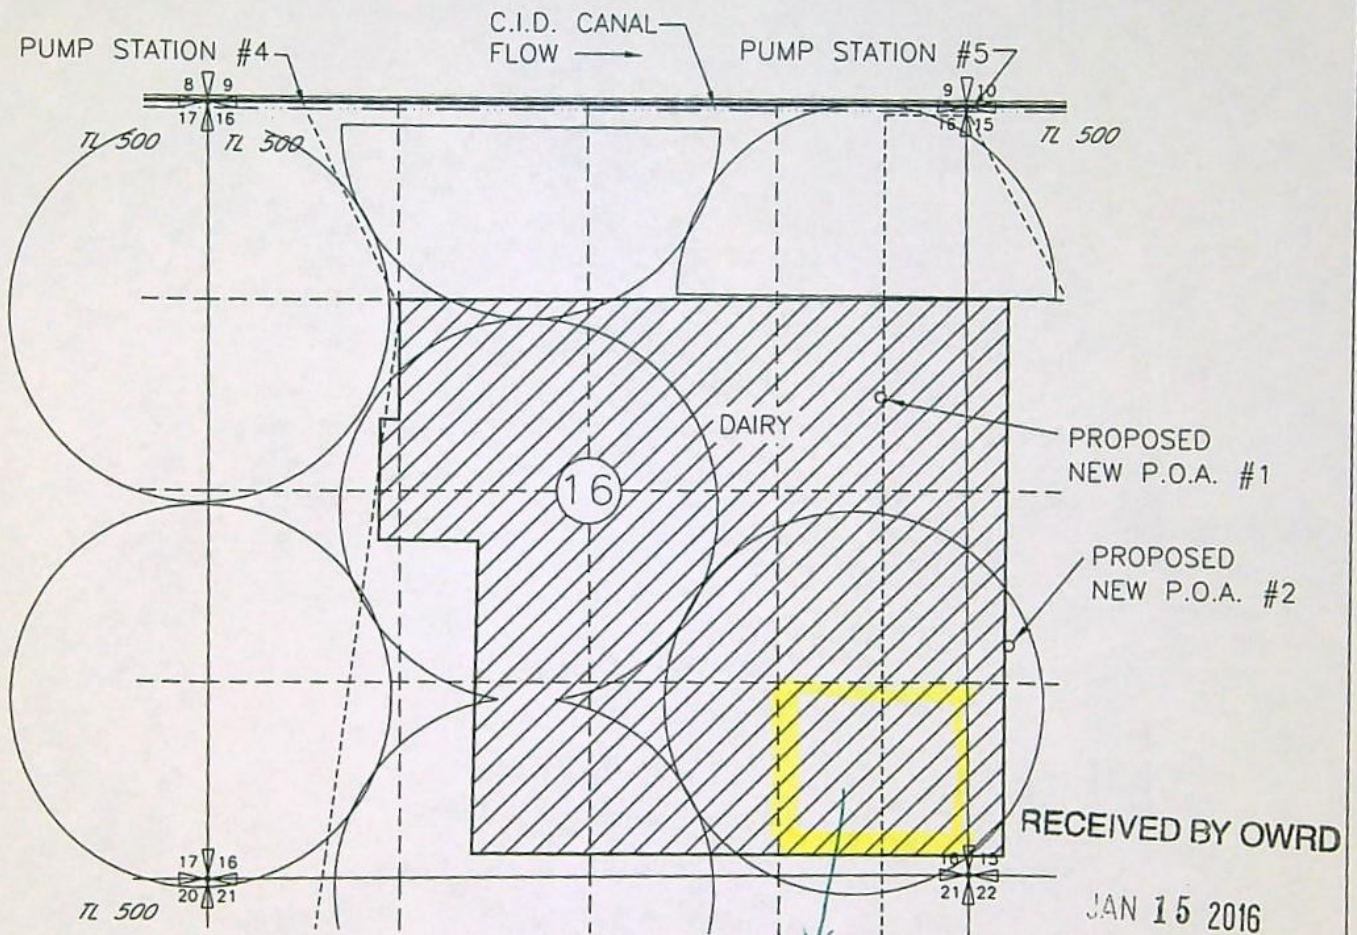 C.I.D. CANAL
FLOW
PUMP STATION #4
PUMP STATION #5
8 9
17 16
9 10
16 15
TL 500
TL 500
TL 500
DAIRY
PROPOSED
NEW P.O.A. #1
16
PROPOSED
NEW P.O.A. #2
RECEIVED BY OWRD
17 16
20 21
16 15
21 22
TL 500
JAN 15 2016